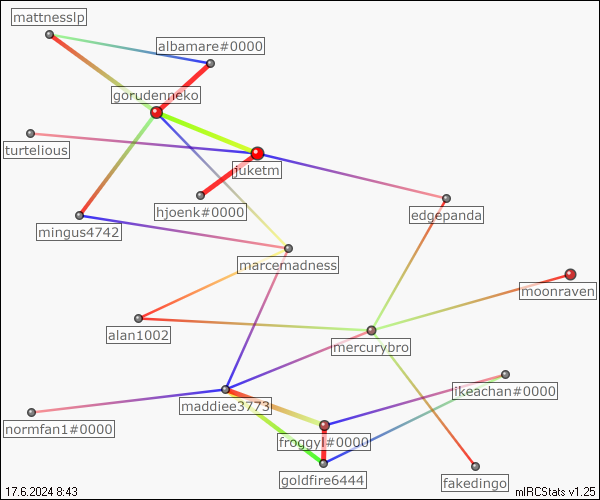 mattnesslp
albamare#0000
gorudenneko
turtelious
juketm
hjoenk#0000
edgepanda
mingus4742
marcemadness
moonraven
alan1002
mercurybro
ikeachan#0000
maddiee3773
normfan1#0000
froggyl#0000
goldfire6444
fakedingo
17.6.2024 8:43
mIRCStats v1.25